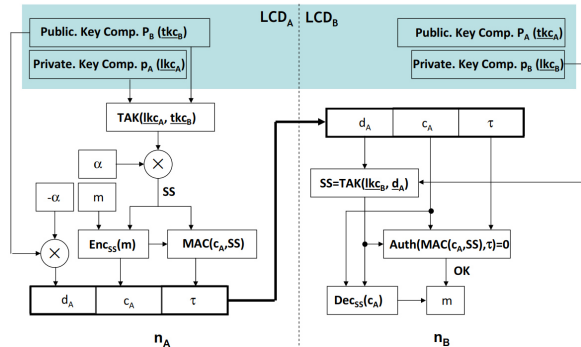 LCD_A LCD_B
Public. Key Comp. P_B (tkc_B)
Private. Key Comp. p_A (lkc_A)
Public. Key Comp. P_A (tkc_A)
Private. Key Comp. p_B (lkc_B)
TAK(lkc_A, tkc_B)
α
×
SS
-α
m
×
Enc_SS(m)
MAC(c_A,SS)
d_A c_A τ
n_A
d_A c_A τ
SS=TAK(lkc_B, d_A)
Auth(MAC(c_A,SS),τ)=0
OK
Dec_SS(c_A)
m
n_B